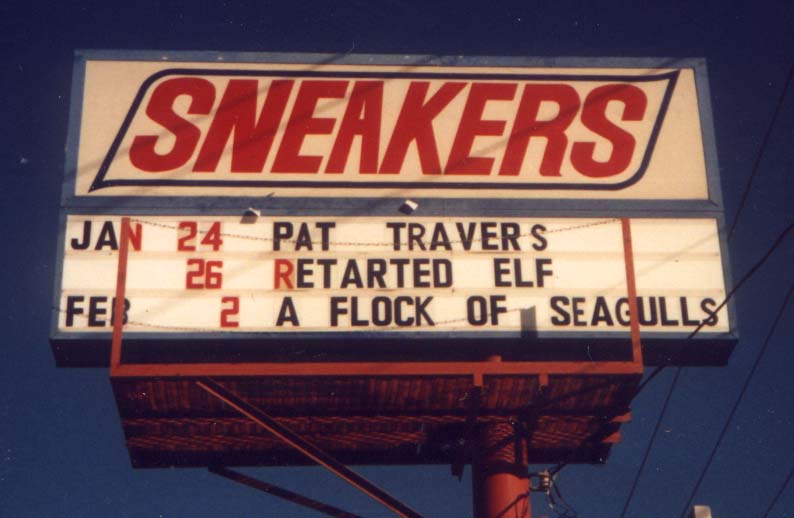 SNEAKERS
JAN 24 PAT TRAVERS
26 RETARTED ELF
FEB 2 A FLOCK OF SEAGULLS